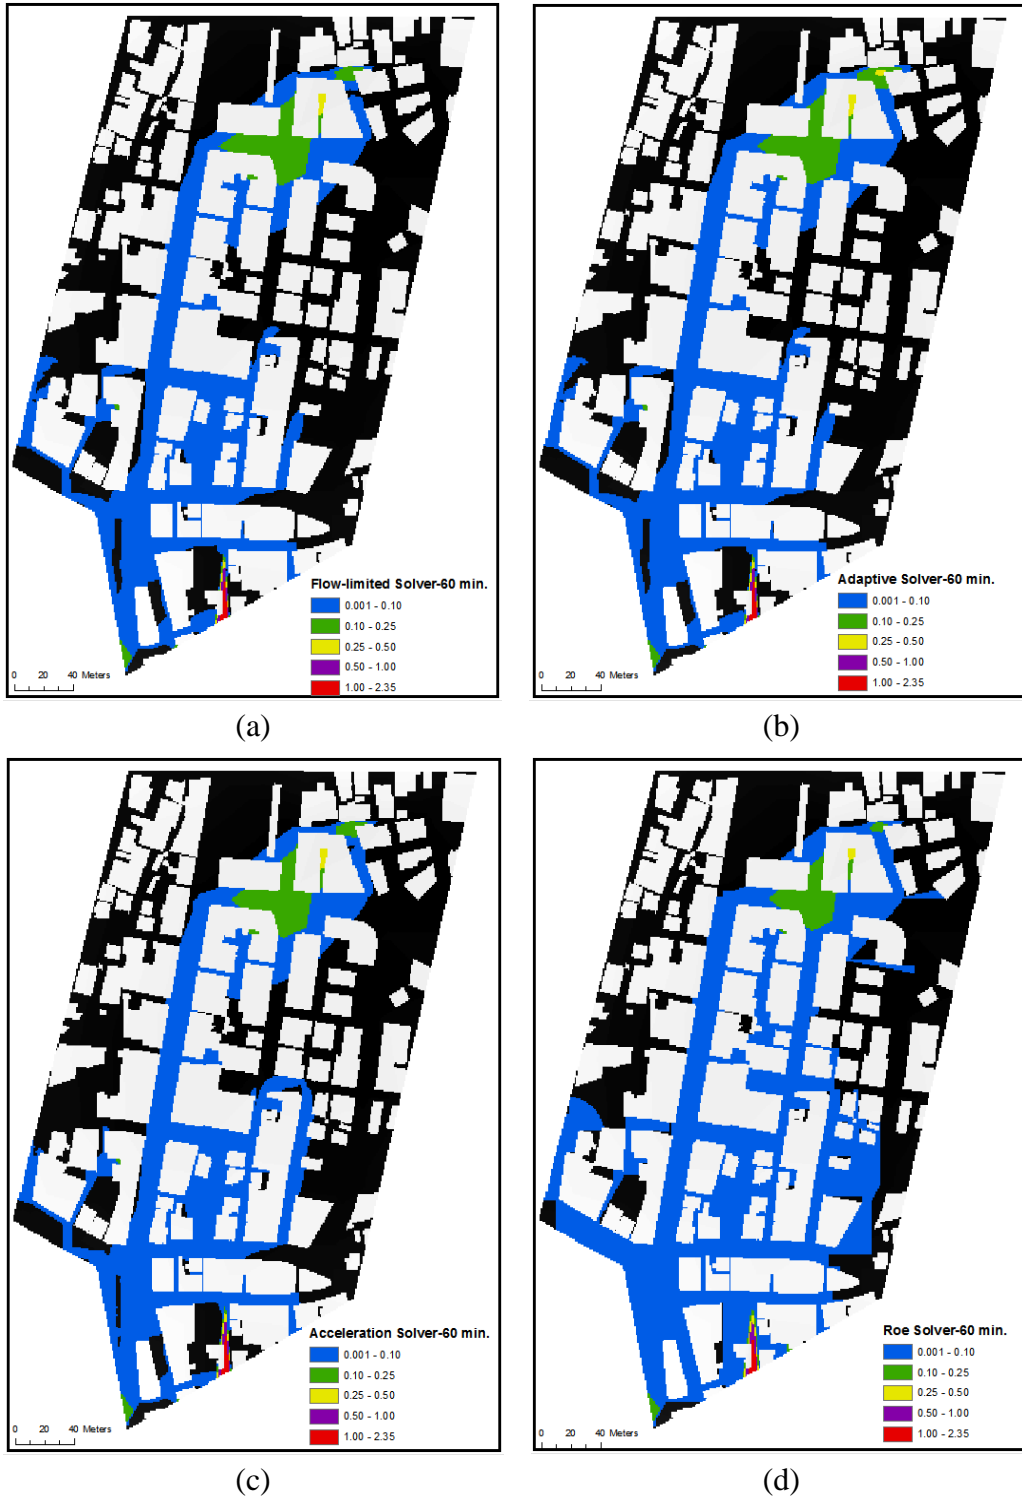 Flow-limited Solver-60 min.
0.001 - 0.10
0.10 - 0.25
0.25 - 0.50
0.50 - 1.00
1.00 - 2.35
0 20 40 Meters
(a)
Adaptive Solver-60 min.
0.001 - 0.10
0.10 - 0.25
0.25 - 0.50
0.50 - 1.00
1.00 - 2.35
0 20 40 Meters
(b)
Acceleration Solver-60 min.
0.001 - 0.10
0.10 - 0.25
0.25 - 0.50
0.50 - 1.00
1.00 - 2.35
0 20 40 Meters
(c)
Roe Solver-60 min.
0.001 - 0.10
0.10 - 0.25
0.25 - 0.50
0.50 - 1.00
1.00 - 2.35
0 20 40 Meters
(d)